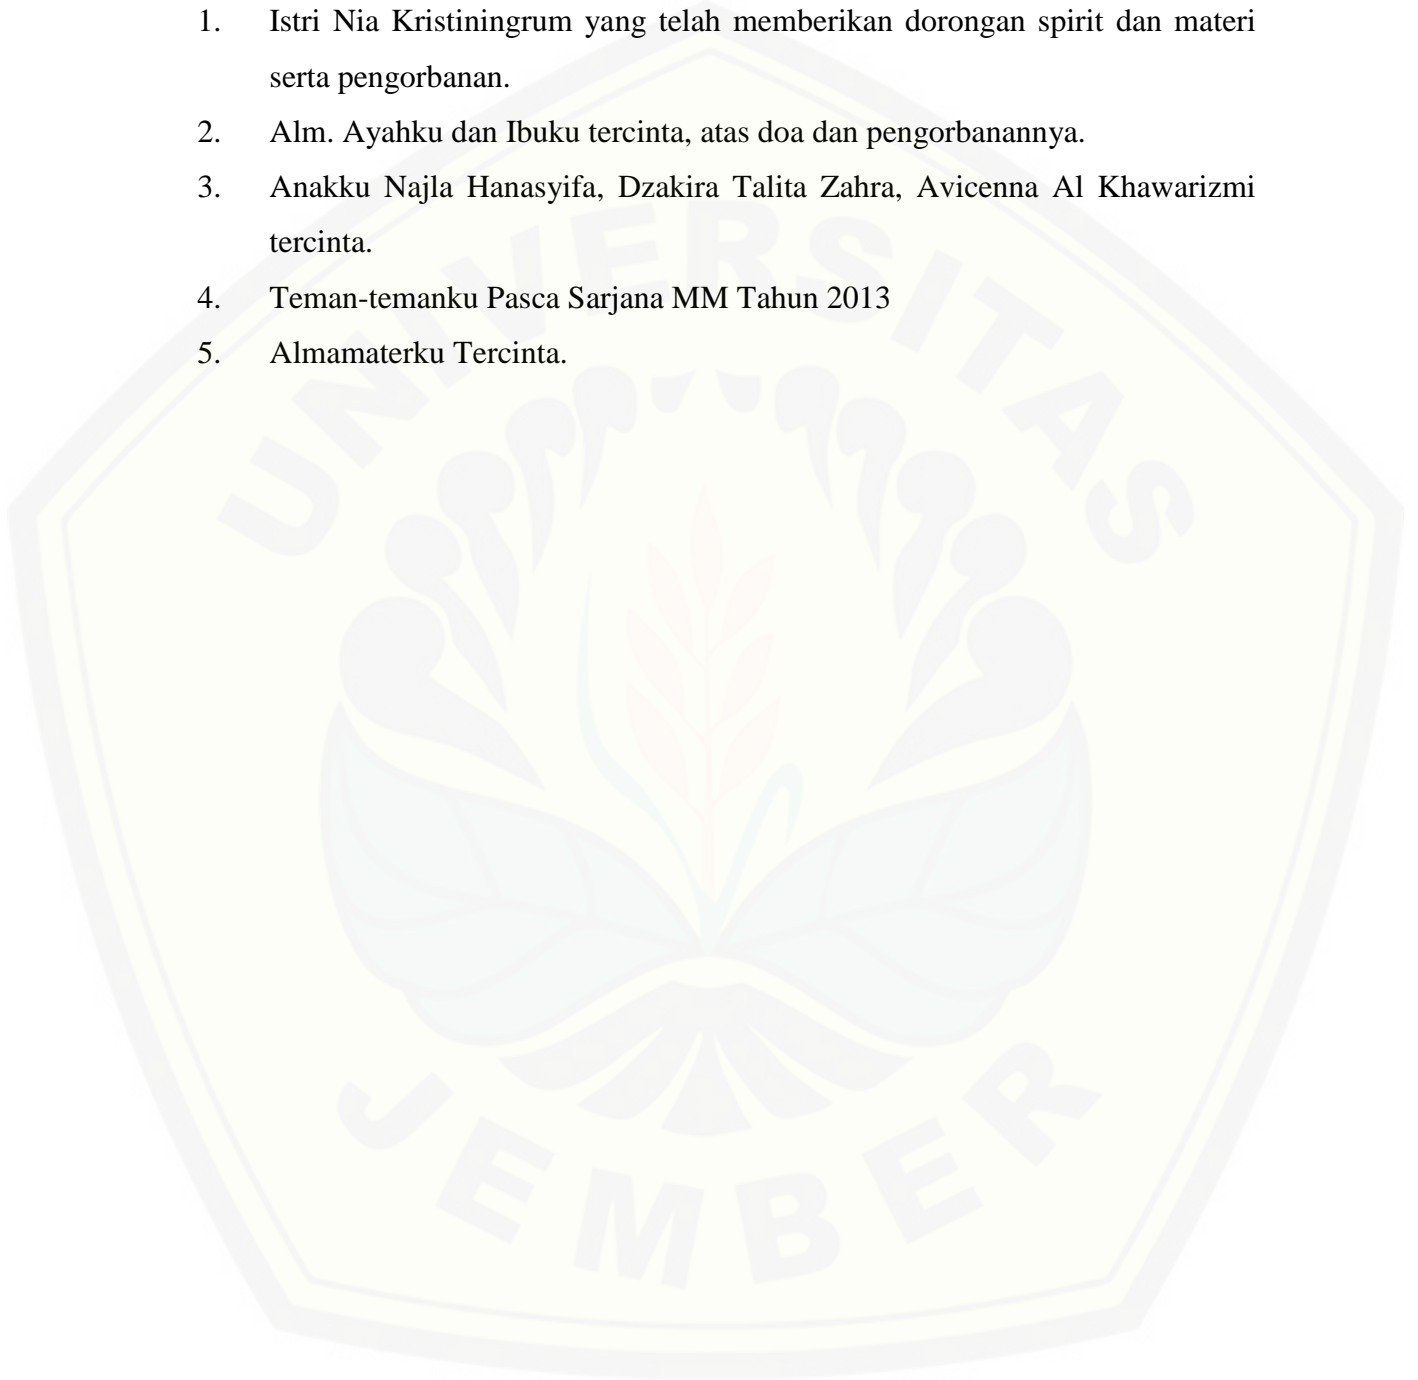 1. Istri Nia Kristiningrum yang telah memberikan dorongan spirit dan materi
serta pengorbanan.
2. Alm. Ayahku dan Ibuku tercinta, atas doa dan pengorbanannya.
3. Anakku Najla Hanasyifa, Dzakira Talita Zahra, Avicenna Al Khawarizmi
tercinta.
4. Teman-temanku Pasca Sarjana MM Tahun 2013
5. Almamaterku Tercinta.
UNIVERSITAS
JEMBER